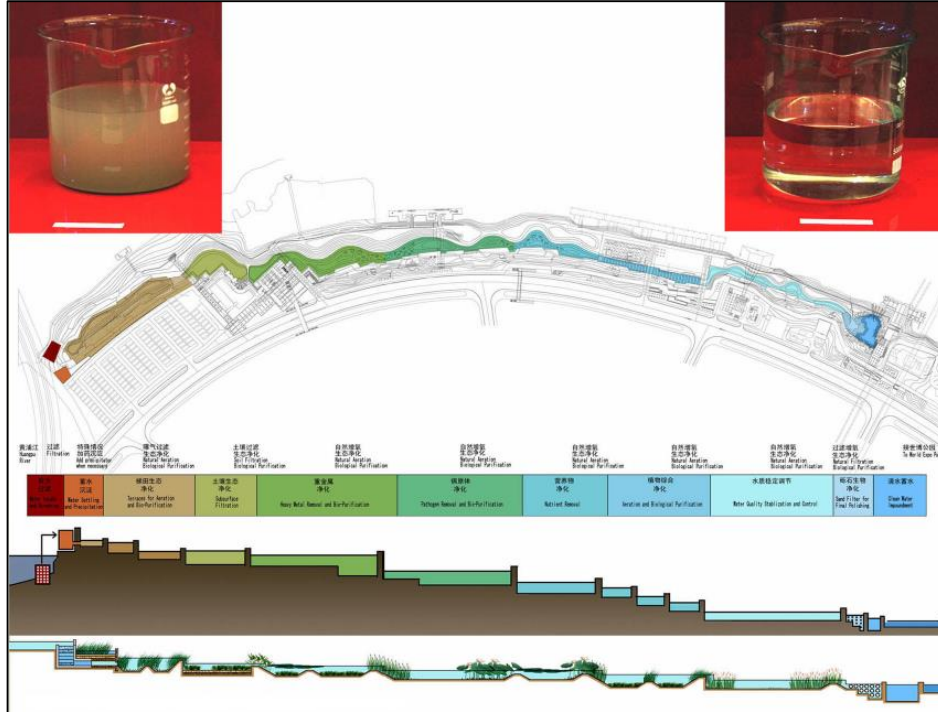 黄浦江
Huangpu
River
过滤
Filtration
特殊情况
加药沉淀
Add precipitator
when necessary
曝气过滤
生态净化
Natural Aeration
Biological Purification
土壤过滤
生态净化
Soil Filtration
Biological Purification
自然增氧
生态净化
Natural Aeration
Biological Purification
自然增氧
生态净化
Natural Aeration
Biological Purification
自然增氧
生态净化
Natural Aeration
Biological Purification
自然增氧
生态净化
Natural Aeration
Biological Purification
自然增氧
生态净化
Natural Aeration
Biological Purification
过滤增氧
生态净化
Natural Filtration
Biological Purification
To World Expo Pa
蓄水
沉淀
Water Settling
and Precipitation
梯田生态
净化
Terraces for Aeration
and Bio-Purification
土壤生态
净化
Subsurface
Filtration
重金属
净化
Heavy Metal Removal and Bio-Purification
病原体
净化
Pathogen Removal and Bio-Purification
营养物
净化
Nutrient Removal
植物综合
净化
Aeration and Biological Purification
水质稳定调节
Water Quality Stabilization and Control
砾石生物
净化
Sand Filter for
Final Polishing
清水蓄水
Clean Water
Impoundment